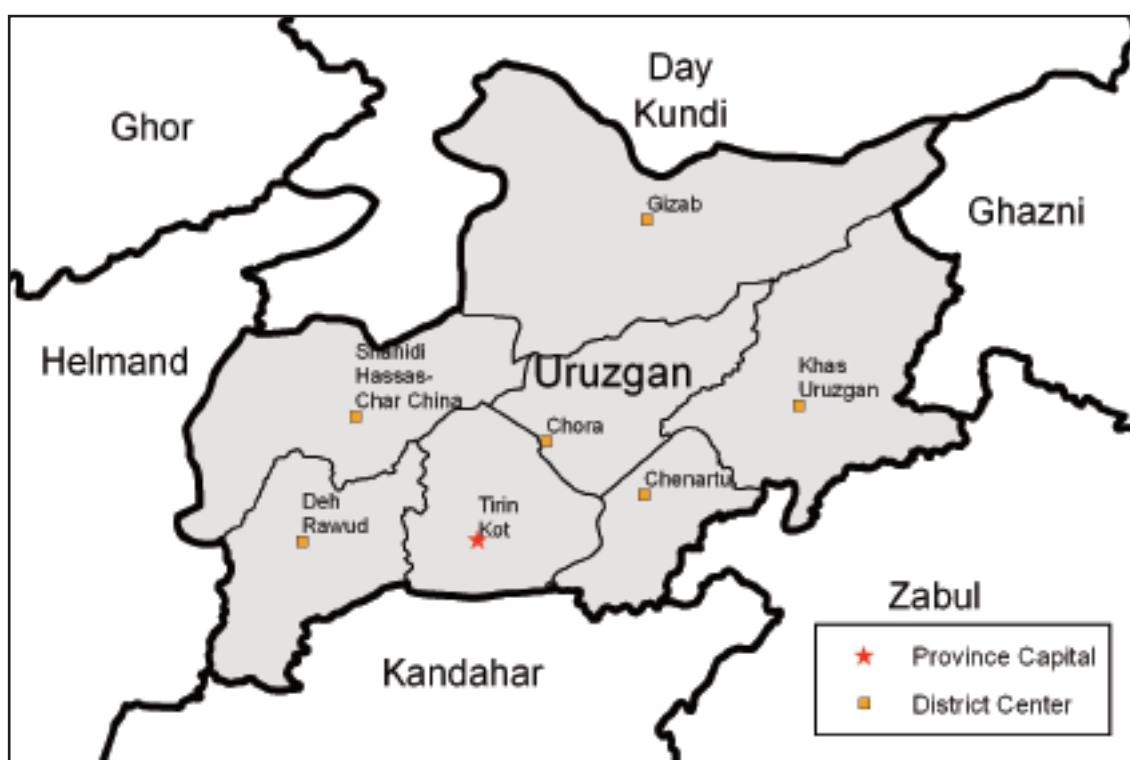 Day
Kundi
Ghor
Ghazni
Gizab
Helmand
Shahidi
Hassas-
Char China
Uruzgan
Khas
Uruzgan
Chora
Chenartu
Deh
Rawud
Tirin
Kot
Zabul
Kandahar
Province Capital
District Center